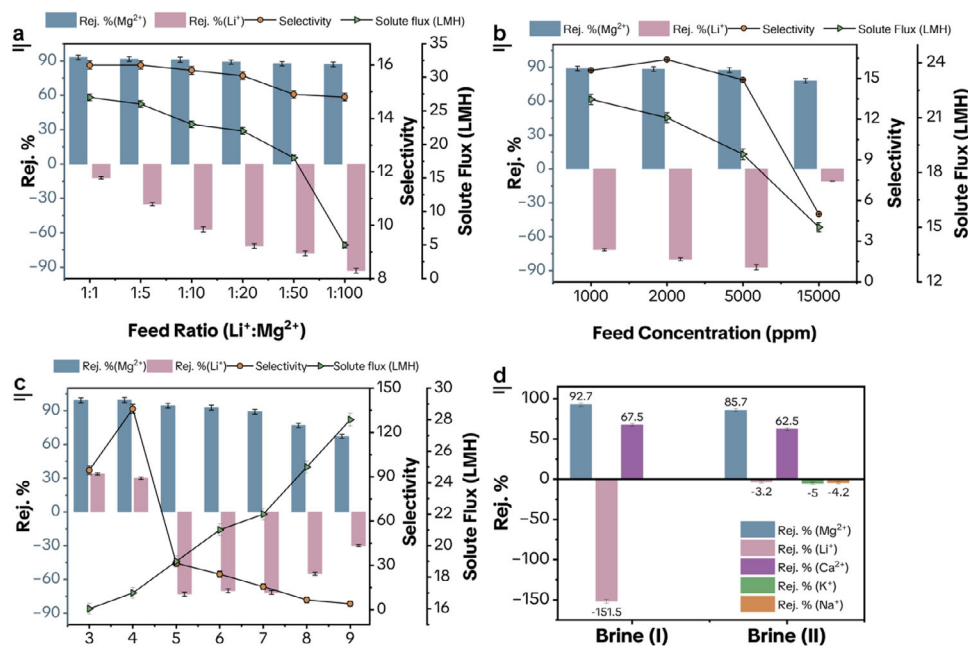 Rej. %(Mg²⁺) Rej. %(Li⁺) Selectivity Solute Flux (LMH)
a
Rej. %
90
60
30
0
−30
−60
−90
1:1 1:5 1:10 1:20 1:50 1:100
Feed Ratio (Li⁺:Mg²⁺)
16
14
12
10
8
Selectivity
35
30
25
20
15
10
5
0
Solute Flux (LMH)
Rej. %(Mg²⁺) Rej. %(Li⁺) Selectivity Solute Flux (LMH)
b
Rej. %
90
60
30
0
−30
−60
−90
1000 2000 5000 15000
Feed Concentration (ppm)
15
12
9
6
3
0
Selectivity
24
21
18
15
12
Solute Flux (LMH)
Rej. %(Mg²⁺) Rej. %(Li⁺) Selectivity Solute flux (LMH)
c
Rej. %
90
60
30
0
−30
−60
−90
3 4 5 6 7 8 9
150
120
90
60
30
0
Selectivity
30
28
26
24
22
20
18
16
Solute Flux (LMH)
d
Rej. %
100
50
0
−50
−100
−150
92.7
67.5
-151.5
85.7
62.5
-3.2
-5
-4.2
Rej. % (Mg²⁺)
Rej. % (Li⁺)
Rej. % (Ca²⁺)
Rej. % (K⁺)
Rej. % (Na⁺)
Brine (I) Brine (II)